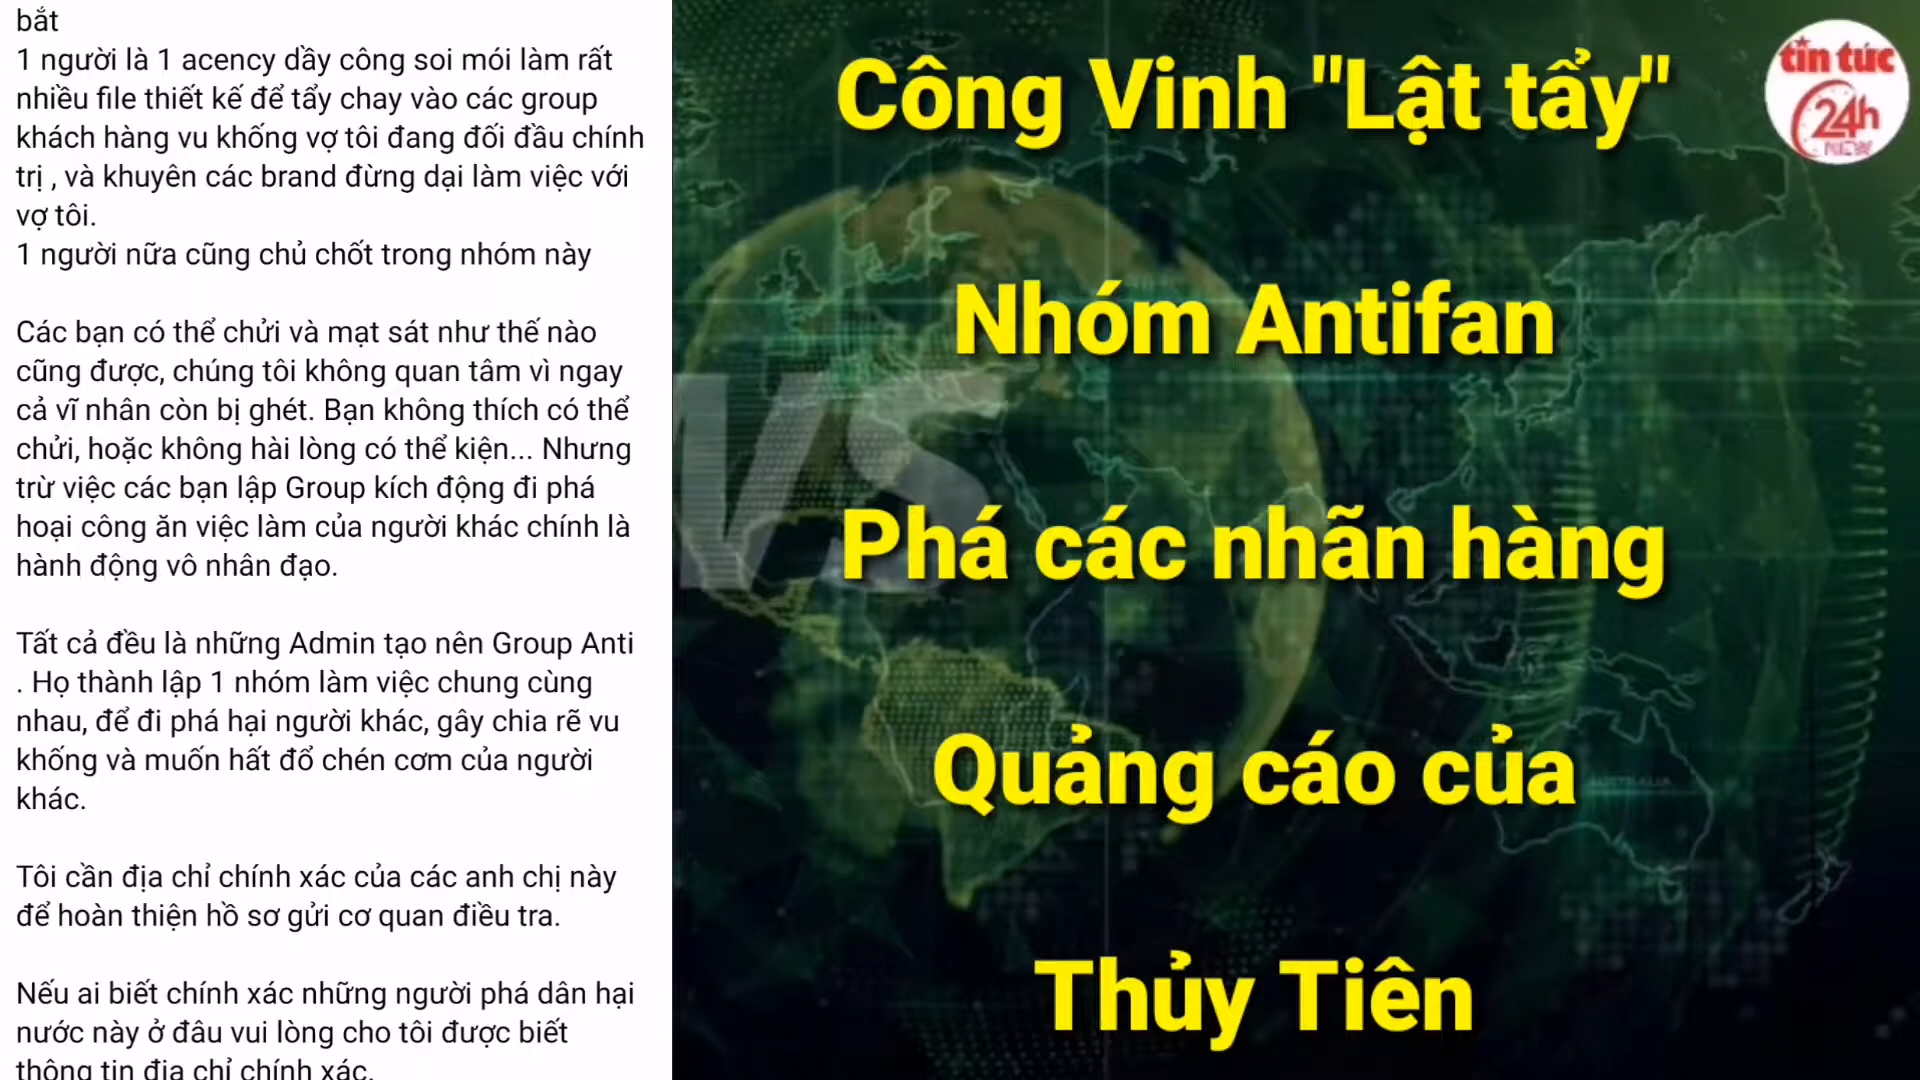 bắt
1 người là 1 acency dầy công soi mói làm rất
nhiều file thiết kế để tẩy chay vào các group
khách hàng vu khống vợ tôi đang đối đầu chính
trị , và khuyên các brand đừng dại làm việc với
vợ tôi.
1 người nữa cũng chủ chốt trong nhóm này
Các bạn có thể chửi và mạt sát như thế nào
cũng được, chúng tôi không quan tâm vì ngay
cả vĩ nhân còn bị ghét. Bạn không thích có thể
chửi, hoặc không hài lòng có thể kiện... Nhưng
trừ việc các bạn lập Group kích động đi phá
hoại công ăn việc làm của người khác chính là
hành động vô nhân đạo.
Tất cả đều là những Admin tạo nên Group Anti
. Họ thành lập 1 nhóm làm việc chung cùng
nhau, để đi phá hại người khác, gây chia rẽ vu
khống và muốn hất đổ chén cơm của người
khác.
Tôi cần địa chỉ chính xác của các anh chị này
để hoàn thiện hồ sơ gửi cơ quan điều tra.
Nếu ai biết chính xác những người phá dân hại
nước này ở đâu vui lòng cho tôi được biết
thông tin địa chỉ chính xác.
Công Vinh "Lật tẩy"
Nhóm Antifan
Phá các nhãn hàng
Quảng cáo của
Thủy Tiên
tin tức
24h
NEW
VS
AUSTRALIA